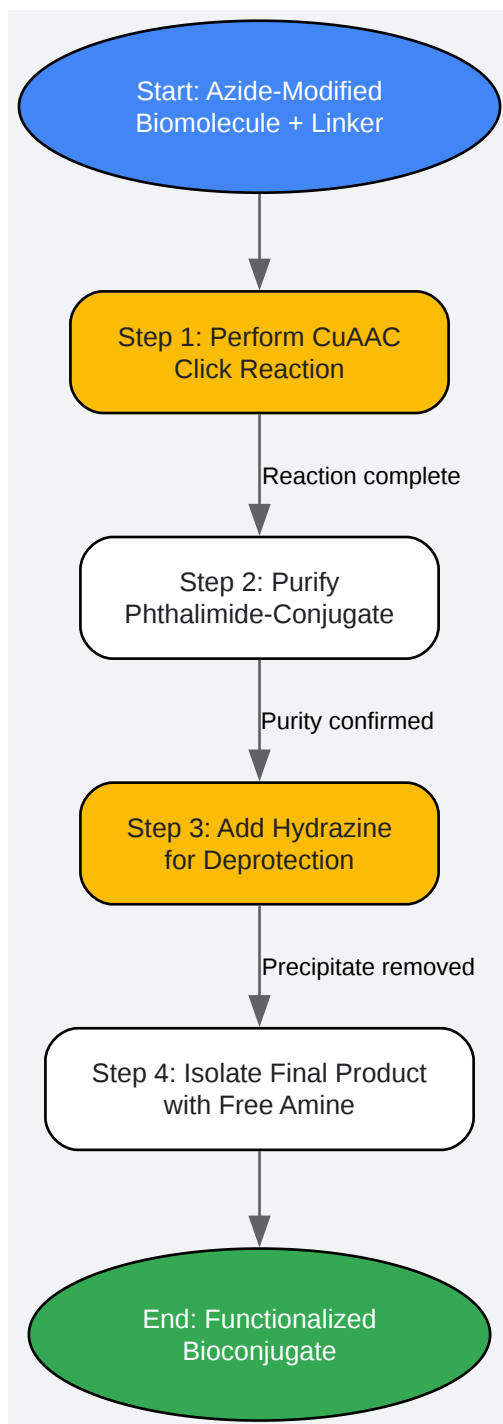 Start: Azide-Modified
Biomolecule + Linker
Step 1: Perform CuAAC
Click Reaction
Reaction complete
Step 2: Purify
Phthalimide-Conjugate
Purity confirmed
Step 3: Add Hydrazine
for Deprotection
Precipitate removed
Step 4: Isolate Final Product
with Free Amine
End: Functionalized
Bioconjugate